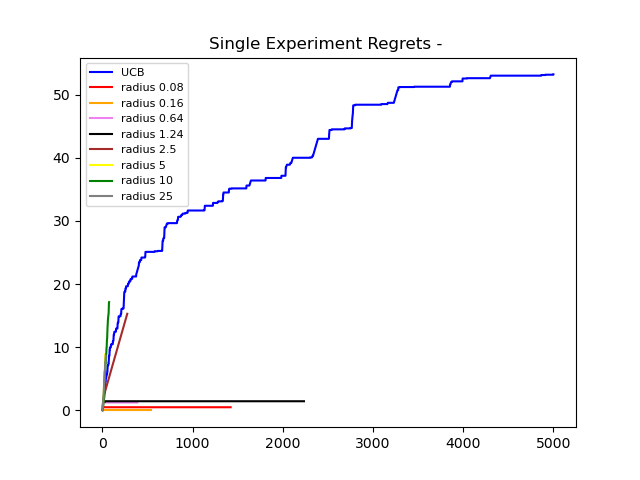 Single Experiment Regrets -
UCB
radius 0.08
radius 0.16
radius 0.64
radius 1.24
radius 2.5
radius 5
radius 10
radius 25
50
40
30
20
10
0
0 1000 2000 3000 4000 5000